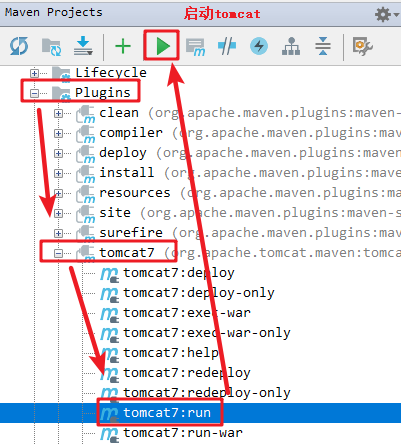 Maven Projects
启动tomcat
Lifecycle
Plugins
clean (org.apache.maven.plugins:maven-
compiler (org.apache.maven.plugins:ma
deploy (org.apache.maven.plugins:mave
install (org.apache.maven.plugins:mav
resources (org.apache.maven.plugins:m
site (org.apache.maven.plugins:maven-s
surefire (org.apache.maven.plugins:ma
tomcat7 (org.apache.tomcat.maven:tomca
tomcat7:deploy
tomcat7:deploy-only
tomcat7:exec-war
tomcat7:exec-war-only
tomcat7:help
tomcat7:redeploy
tomcat7:redeploy-only
tomcat7:run
tomcat7:run-war